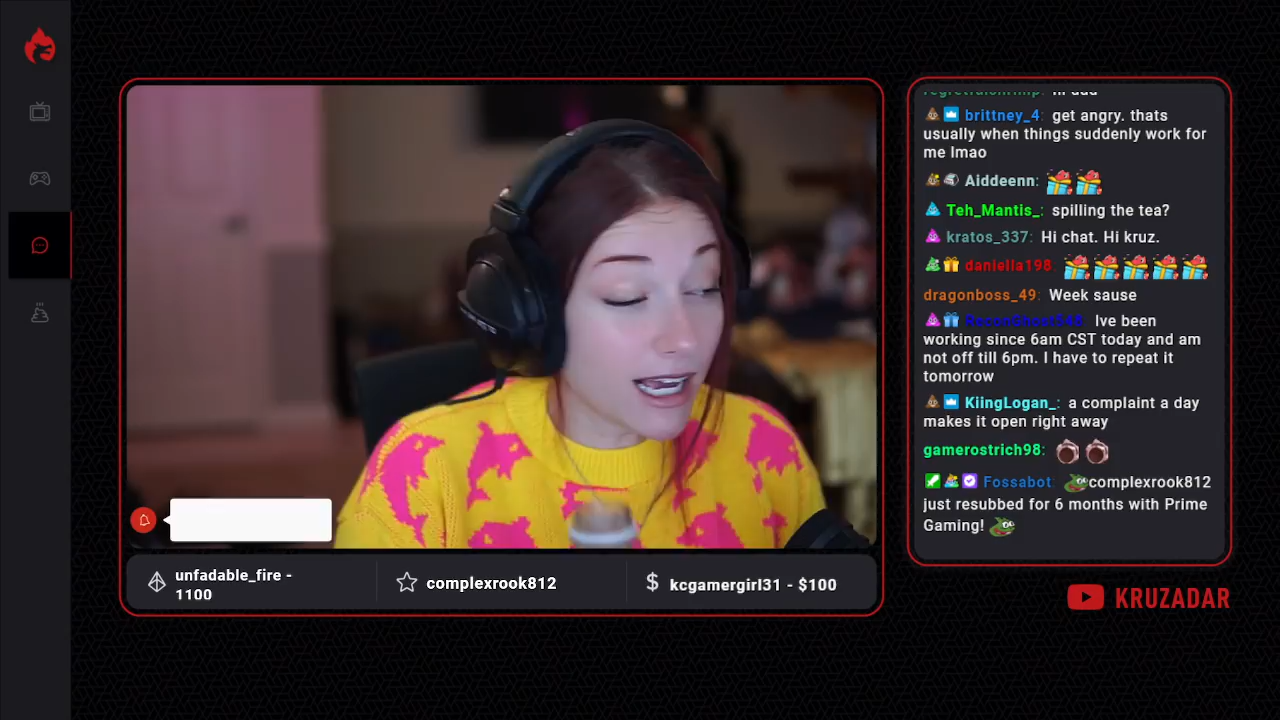 brittney_4: get angry. thats
usually when things suddenly work for
me lmao
Aiddeenn:
Teh_Mantis_: spilling the tea?
kratos_337: Hi chat. Hi kruz.
daniella198:
dragonboss_49: Week sause
Ive been
working since 6am CST today and am
not off till 6pm. I have to repeat it
tomorrow
KiingLogan_: a complaint a day
makes it open right away
gamerostrich98:
Fossabot: complexrook812
just resubbed for 6 months with Prime
Gaming!
unfadable_fire -
1100
complexrook812
$ kcgamergirl31 - $100
KRUZADAR